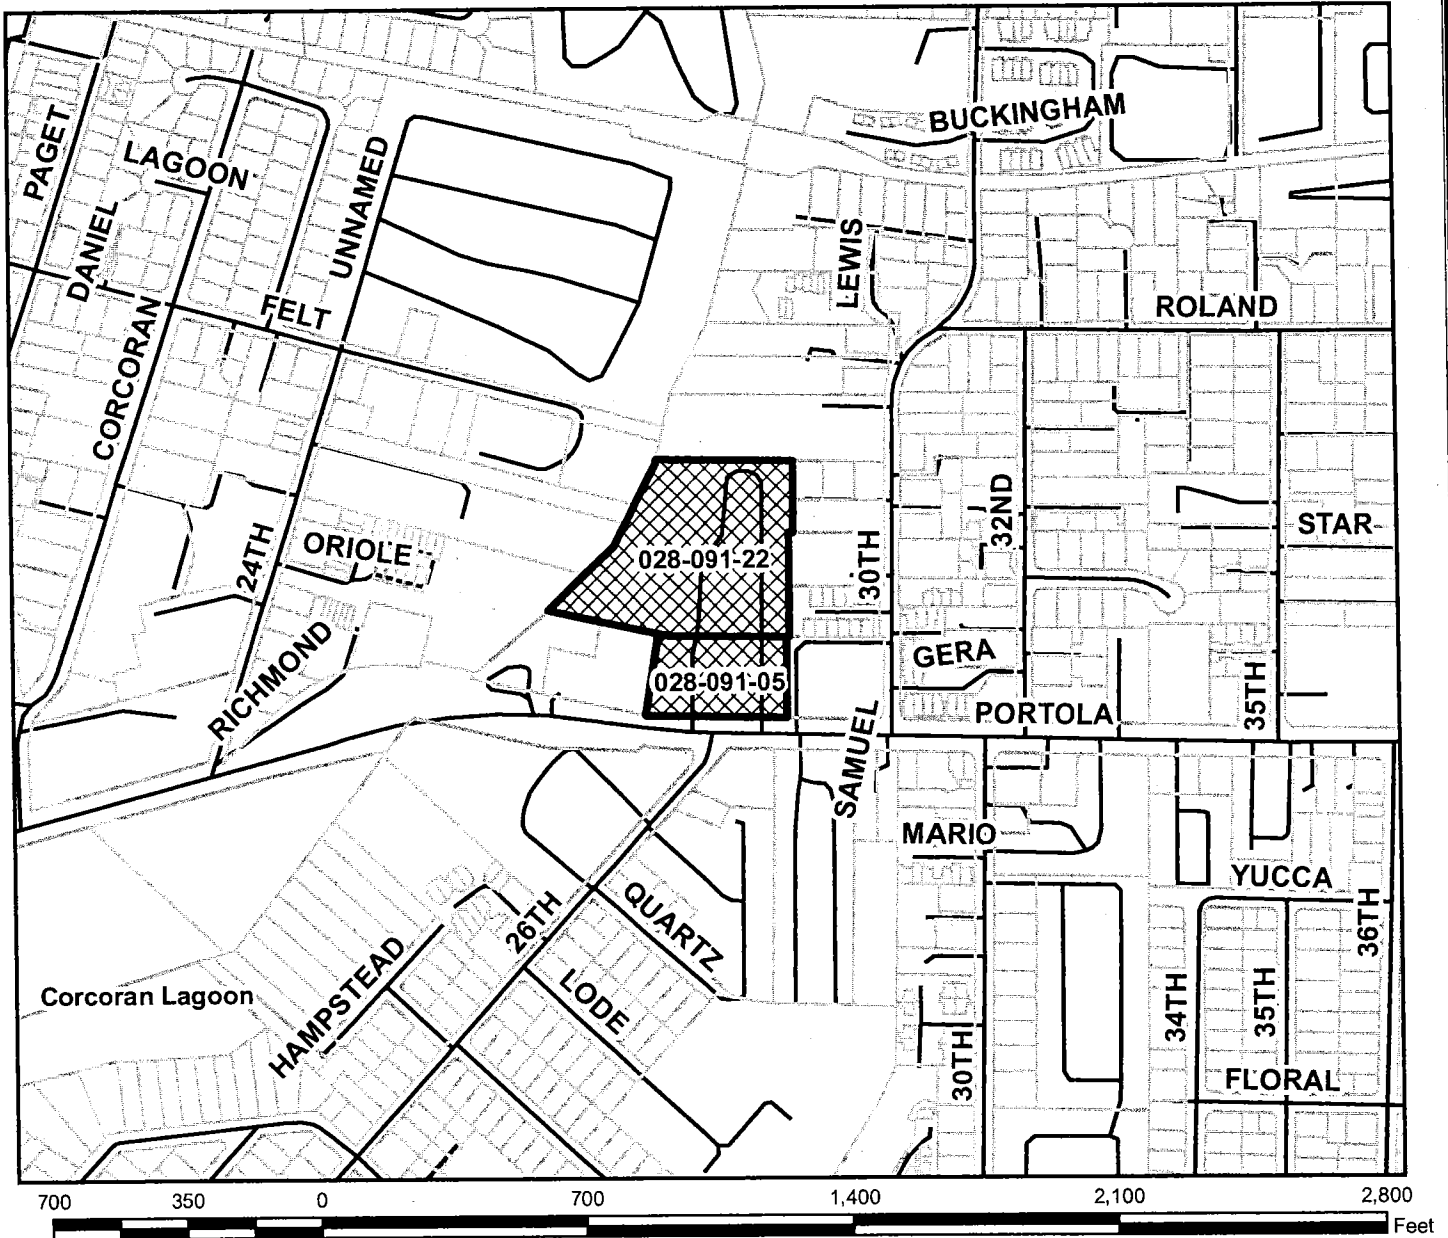 BUCKINGHAM
PAGET
LAGOON
UNNAMED
DANIEL
LEWIS
FELT
ROLAND
CORCORAN
32ND
STAR
24TH
ORIOLE
028-091-22
30TH
RICHMOND
GERA
028-091-05
35TH
PORTOLA
SAMUEL
MARIO
YUCCA
QUARTZ
26TH
36TH
HAMPSTEAD
Corcoran Lagoon
LODE
34TH
35TH
30TH
FLORAL
700 350 0 700 1,400 2,100 2,800
Feet